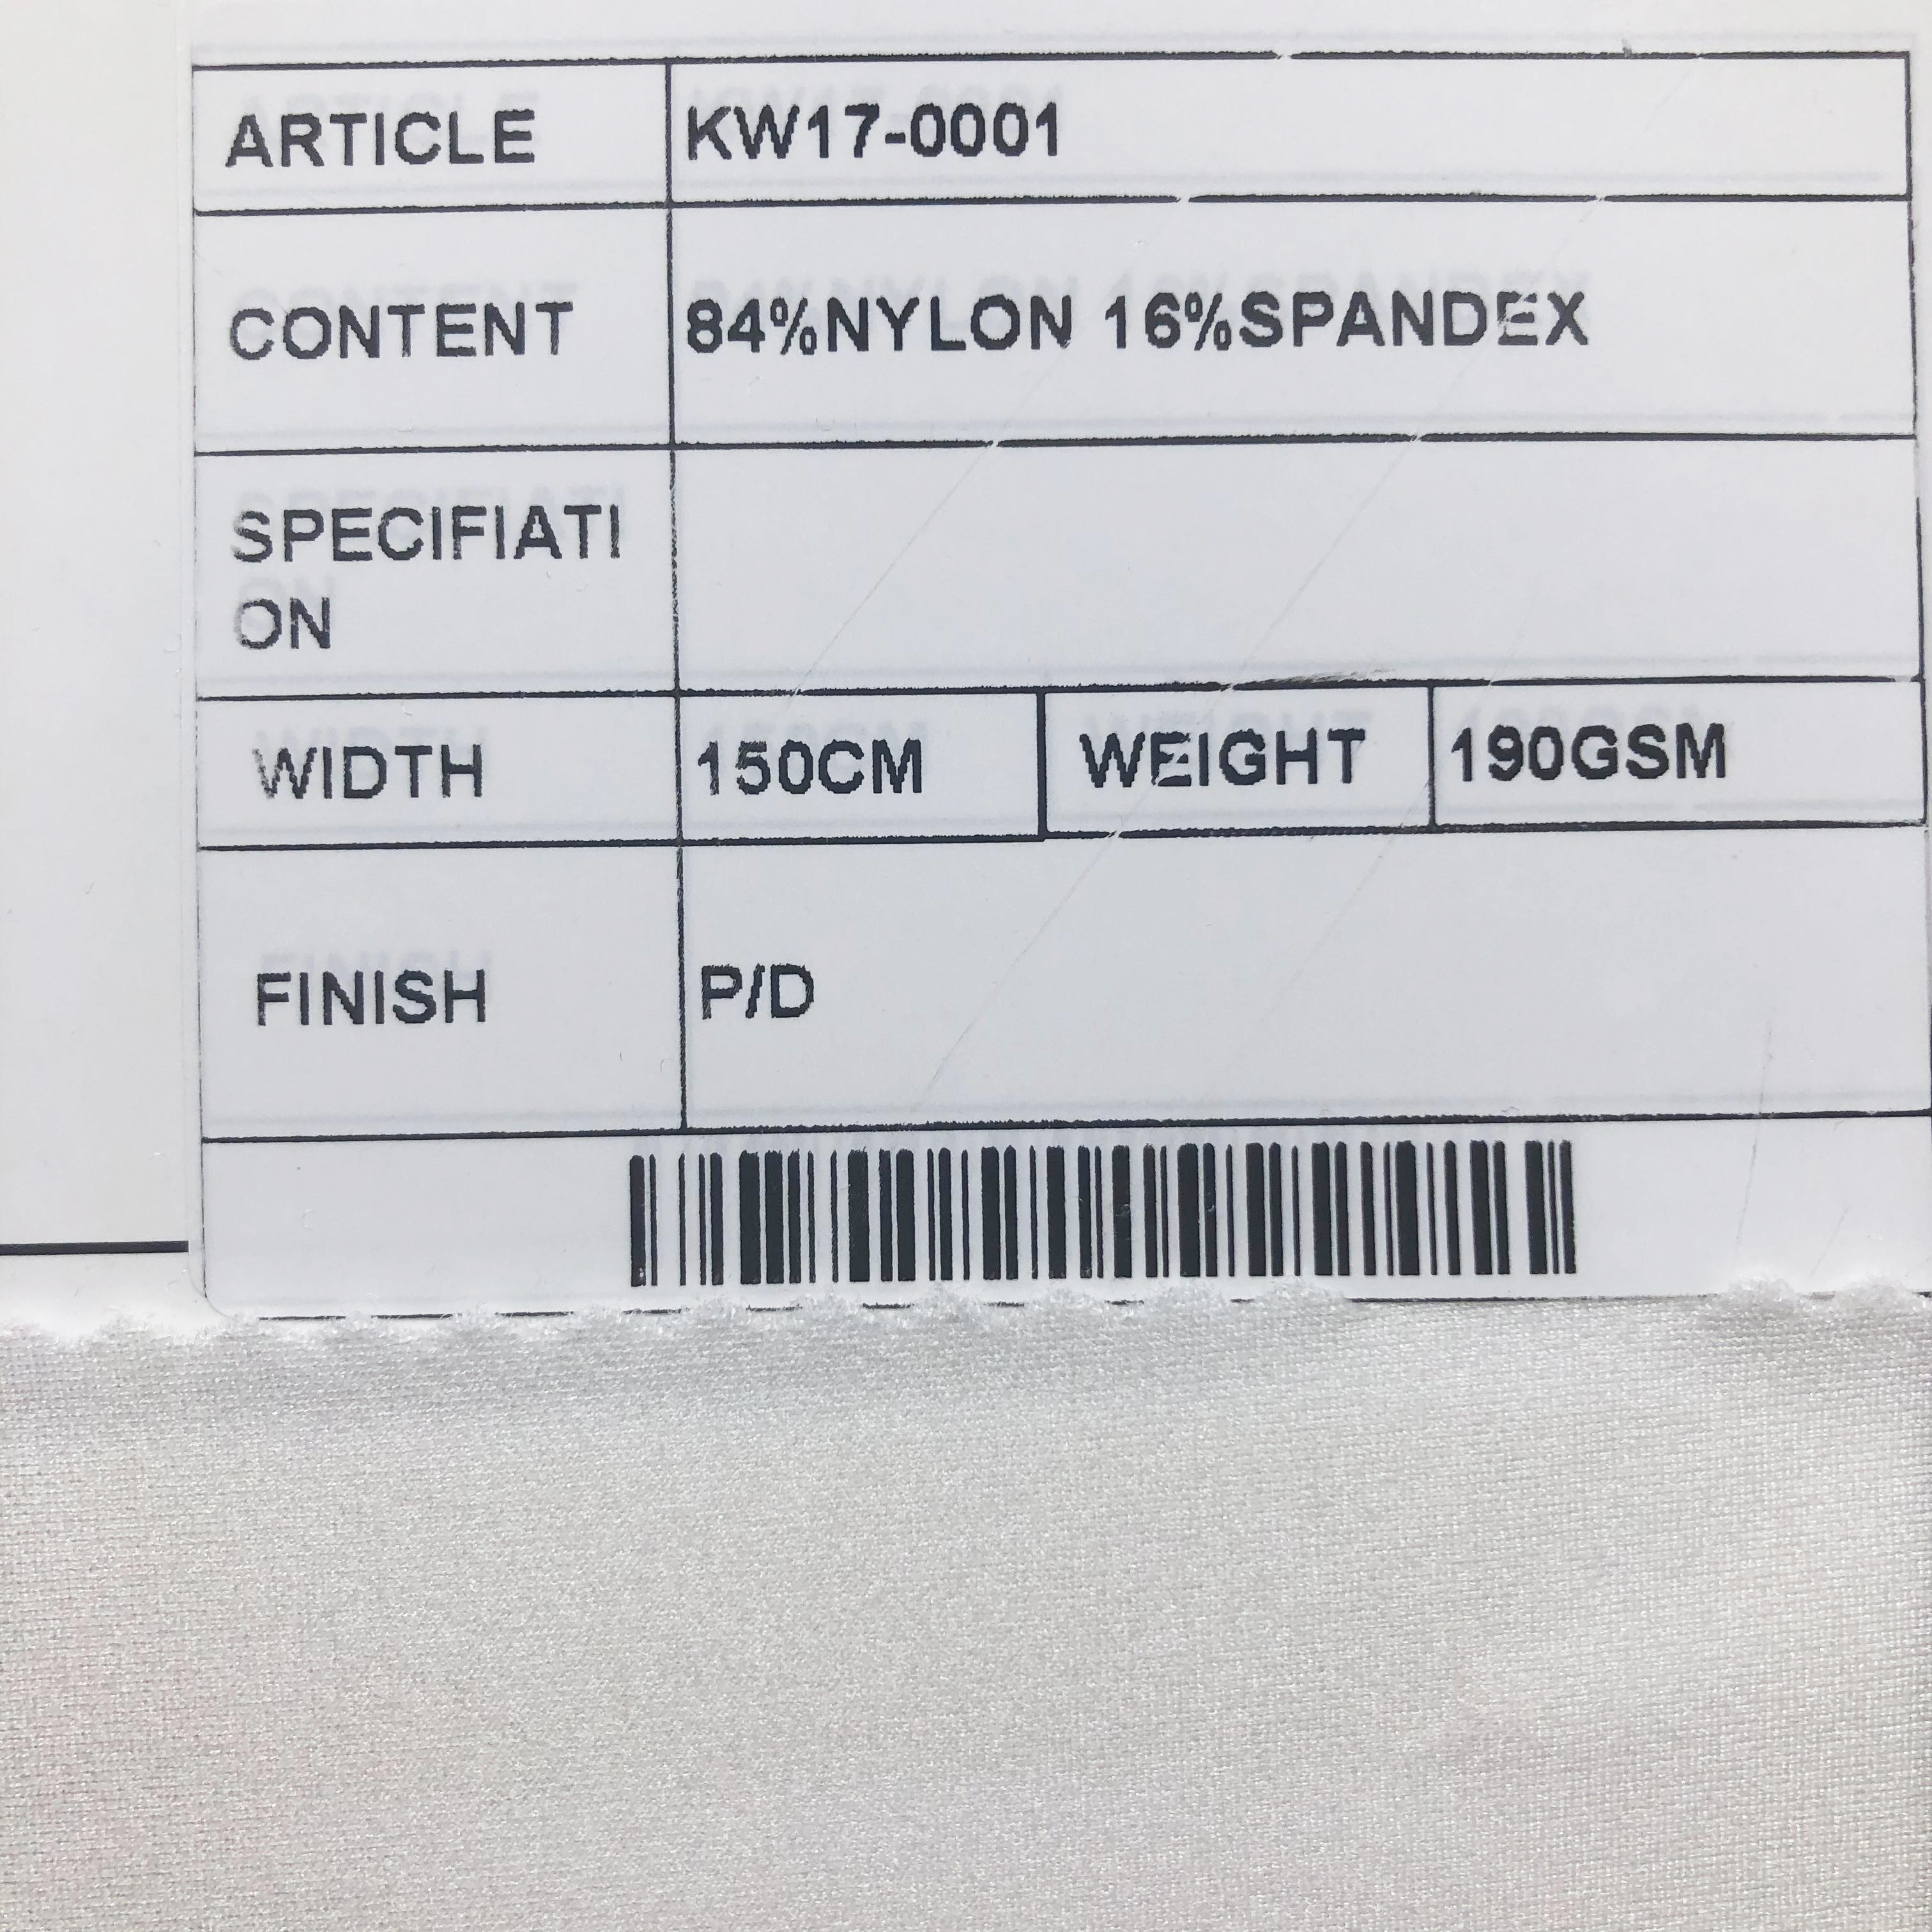 ARTICLE KW17-0001
CONTENT 84%NYLON 16%SPANDEX
SPECIFIATI
ON
WIDTH 150CM WEIGHT 190GSM
FINISH P/D